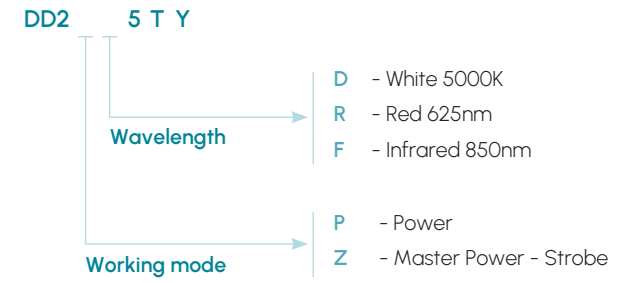 DD2 _ _ 5 T Y
D - White 5000K
R - Red 625nm
Wavelength
F - Infrared 850nm
P - Power
Working mode
Z - Master Power - Strobe